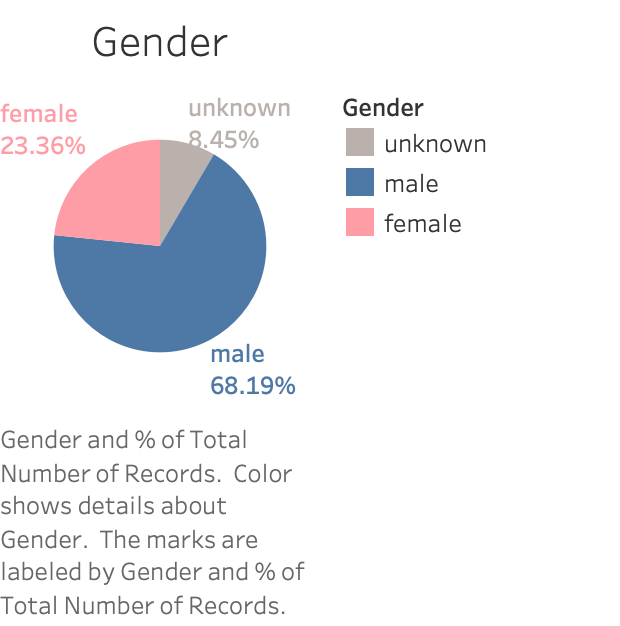 Gender
female
23.36%
unknown
8.45%
male
68.19%
Gender
unknown
male
female
Gender and % of Total
Number of Records.  Color
shows details about
Gender.  The marks are
labeled by Gender and % of
Total Number of Records.